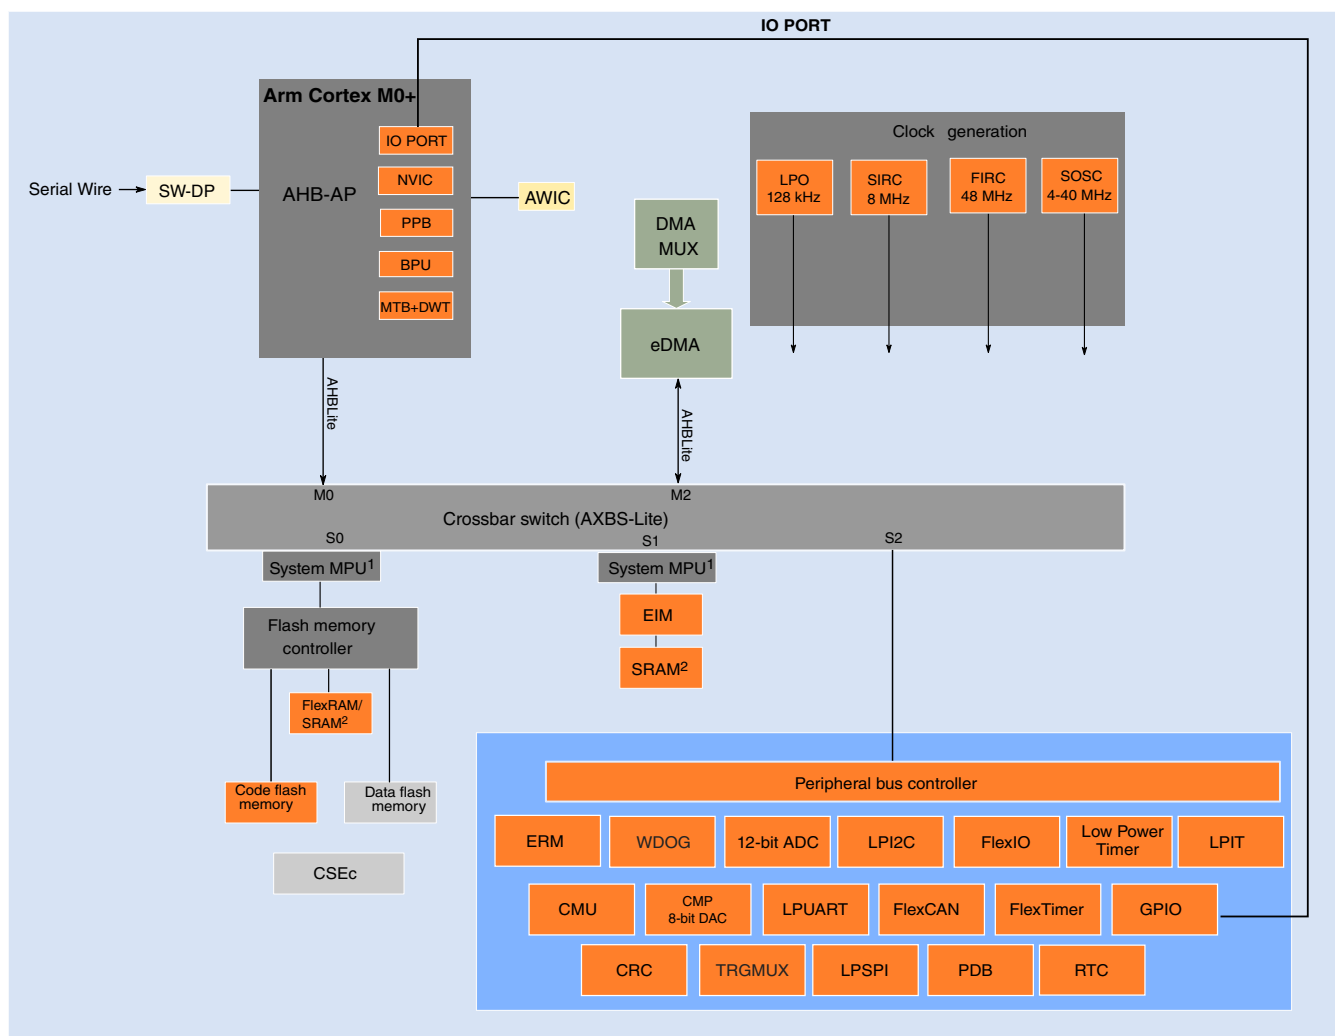 IO PORT
Arm Cortex M0+
IO PORT
NVIC
AHB-AP
PPB
BPU
MTB+DWT
Serial Wire
SW-DP
AWIC
DMA
MUX
eDMA
Clock generation
LPO
128 kHz
SIRC
8 MHz
FIRC
48 MHz
SOSC
4-40 MHz
AHBLite
AHBLite
M0
M2
Crossbar switch (AXBS-Lite)
S0
S1
S2
System MPU1
System MPU1
Flash memory
controller
EIM
SRAM2
FlexRAM/
SRAM2
Code flash
memory
Data flash
memory
CSEc
Peripheral bus controller
ERM
WDOG
12-bit ADC
LPI2C
FlexIO
Low Power
Timer
LPIT
CMU
CMP
8-bit DAC
LPUART
FlexCAN
FlexTimer
GPIO
CRC
TRGMUX
LPSPI
PDB
RTC